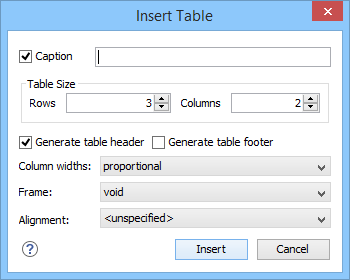 Insert Table
Caption
Table Size
Rows 3 Columns 2
Generate table header Generate table footer
Column widths: proportional
Frame: void
Alignment: <unspecified>
? Insert Cancel